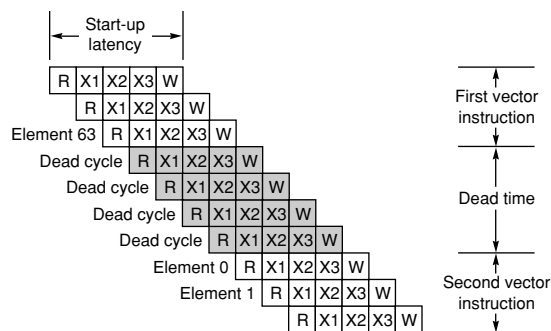 Start-up
latency
R X1 X2 X3 W
R X1 X2 X3 W
Element 63 R X1 X2 X3 W
Dead cycle R X1 X2 X3 W
Dead cycle R X1 X2 X3 W
Dead cycle R X1 X2 X3 W
Dead cycle R X1 X2 X3 W
Element 0 R X1 X2 X3 W
Element 1 R X1 X2 X3 W
R X1 X2 X3 W
First vector
instruction
Dead time
Second vector
instruction